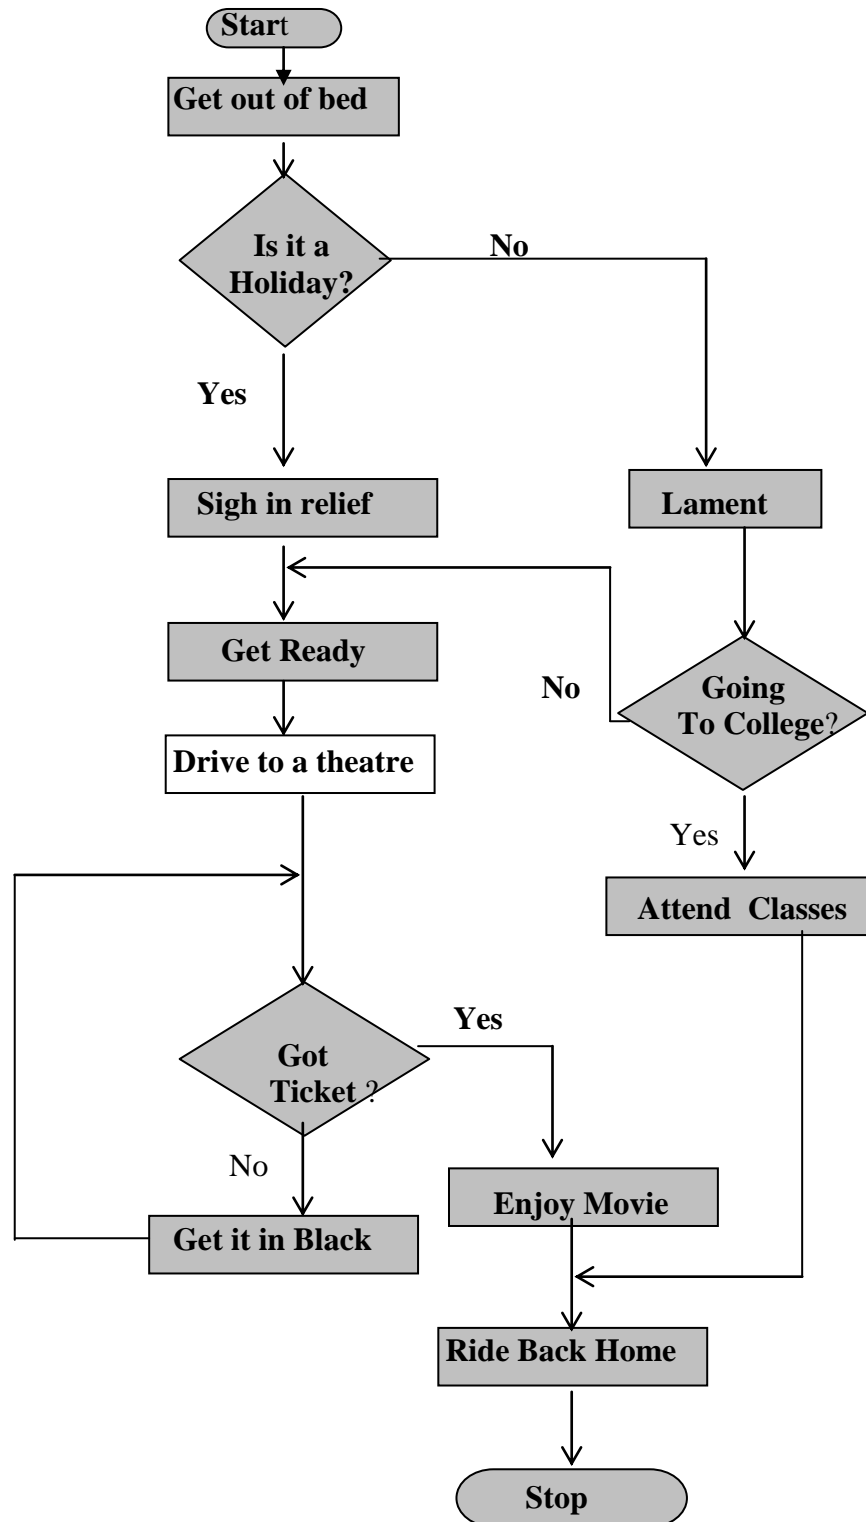 Start
Get out of bed
Is it a
Holiday?
No
Yes
Sigh in relief
Lament
Get Ready
No
Going
To College?
Drive to a theatre
Yes
Attend  Classes
Yes
Got
Ticket ?
No
Enjoy Movie
Get it in Black
Ride Back Home
Stop